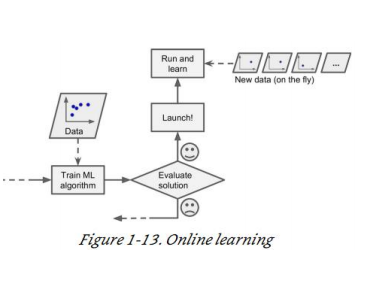 Run and
learn
...
New data (on the fly)
Launch!
Data
Train ML
algorithm
Evaluate
solution
Figure 1-13. Online learning